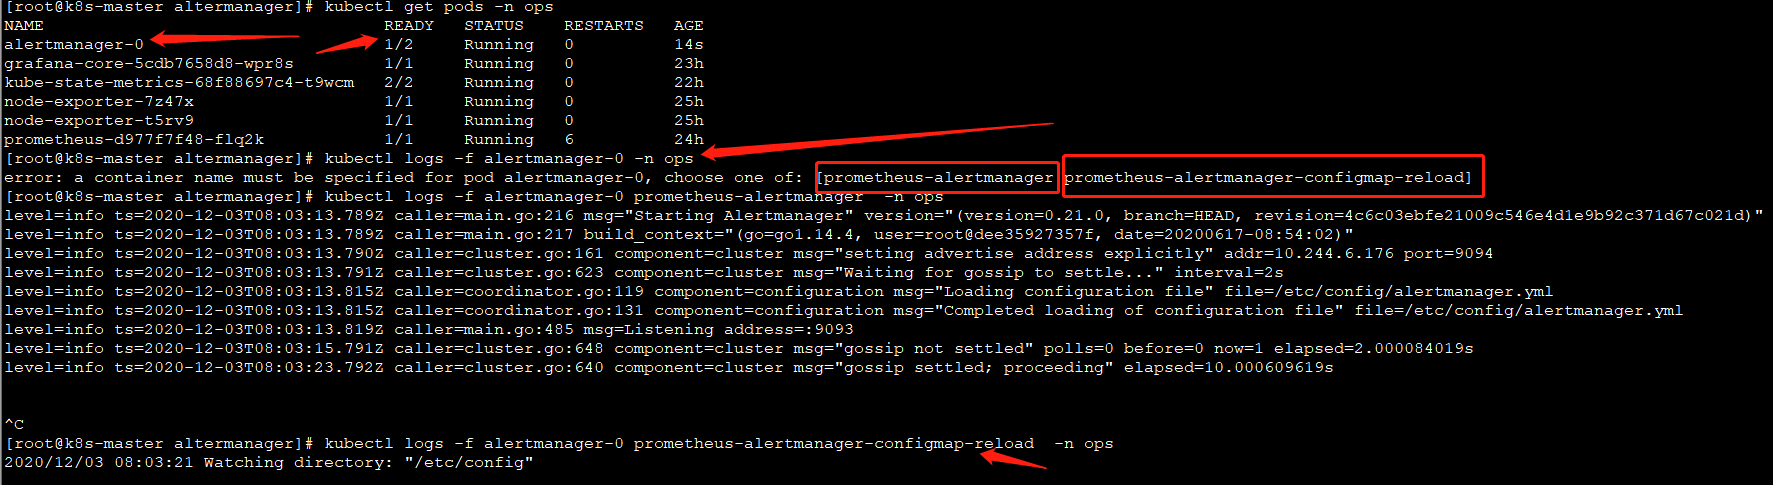 [root@k8s-master altermanager]# kubectl get pods -n ops
NAME READY STATUS RESTARTS AGE
alertmanager-0 1/2 Running 0 14s
grafana-core-5cdb7658d8-wpr8s 1/1 Running 0 23h
kube-state-metrics-68f88697c4-t9wcm 2/2 Running 0 22h
node-exporter-7z47x 1/1 Running 0 25h
node-exporter-t5rv9 1/1 Running 0 25h
prometheus-d977f7f48-flq2k 1/1 Running 6 24h
[root@k8s-master altermanager]# kubectl logs -f alertmanager-0 -n ops
error: a container name must be specified for pod alertmanager-0, choose one of: [prometheus-alertmanager prometheus-alertmanager-configmap-reload]
[root@k8s-master altermanager]# kubectl logs -f alertmanager-0 prometheus-alertmanager  -n ops
level=info ts=2020-12-03T08:03:13.789Z caller=main.go:216 msg="Starting Alertmanager" version="(version=0.21.0, branch=HEAD, revision=4c6c03ebfe21009c546e4d1e9b92c371d67c021d)"
level=info ts=2020-12-03T08:03:13.789Z caller=main.go:217 build_context="(go=go1.14.4, user=root@dee35927357f, date=20200617-08:54:02)"
level=info ts=2020-12-03T08:03:13.790Z caller=cluster.go:161 component=cluster msg="setting advertise address explicitly" addr=10.244.6.176 port=9094
level=info ts=2020-12-03T08:03:13.791Z caller=cluster.go:623 component=cluster msg="Waiting for gossip to settle..." interval=2s
level=info ts=2020-12-03T08:03:13.815Z caller=coordinator.go:119 component=configuration msg="Loading configuration file" file=/etc/config/alertmanager.yml
level=info ts=2020-12-03T08:03:13.815Z caller=coordinator.go:131 component=configuration msg="Completed loading of configuration file" file=/etc/config/alertmanager.yml
level=info ts=2020-12-03T08:03:13.819Z caller=main.go:485 msg=Listening address=:9093
level=info ts=2020-12-03T08:03:15.791Z caller=cluster.go:648 component=cluster msg="gossip not settled" polls=0 before=0 now=1 elapsed=2.000084019s
level=info ts=2020-12-03T08:03:23.792Z caller=cluster.go:640 component=cluster msg="gossip settled; proceeding" elapsed=10.000609619s
^C
[root@k8s-master altermanager]# kubectl logs -f alertmanager-0 prometheus-alertmanager-configmap-reload  -n ops
2020/12/03 08:03:21 Watching directory: "/etc/config"